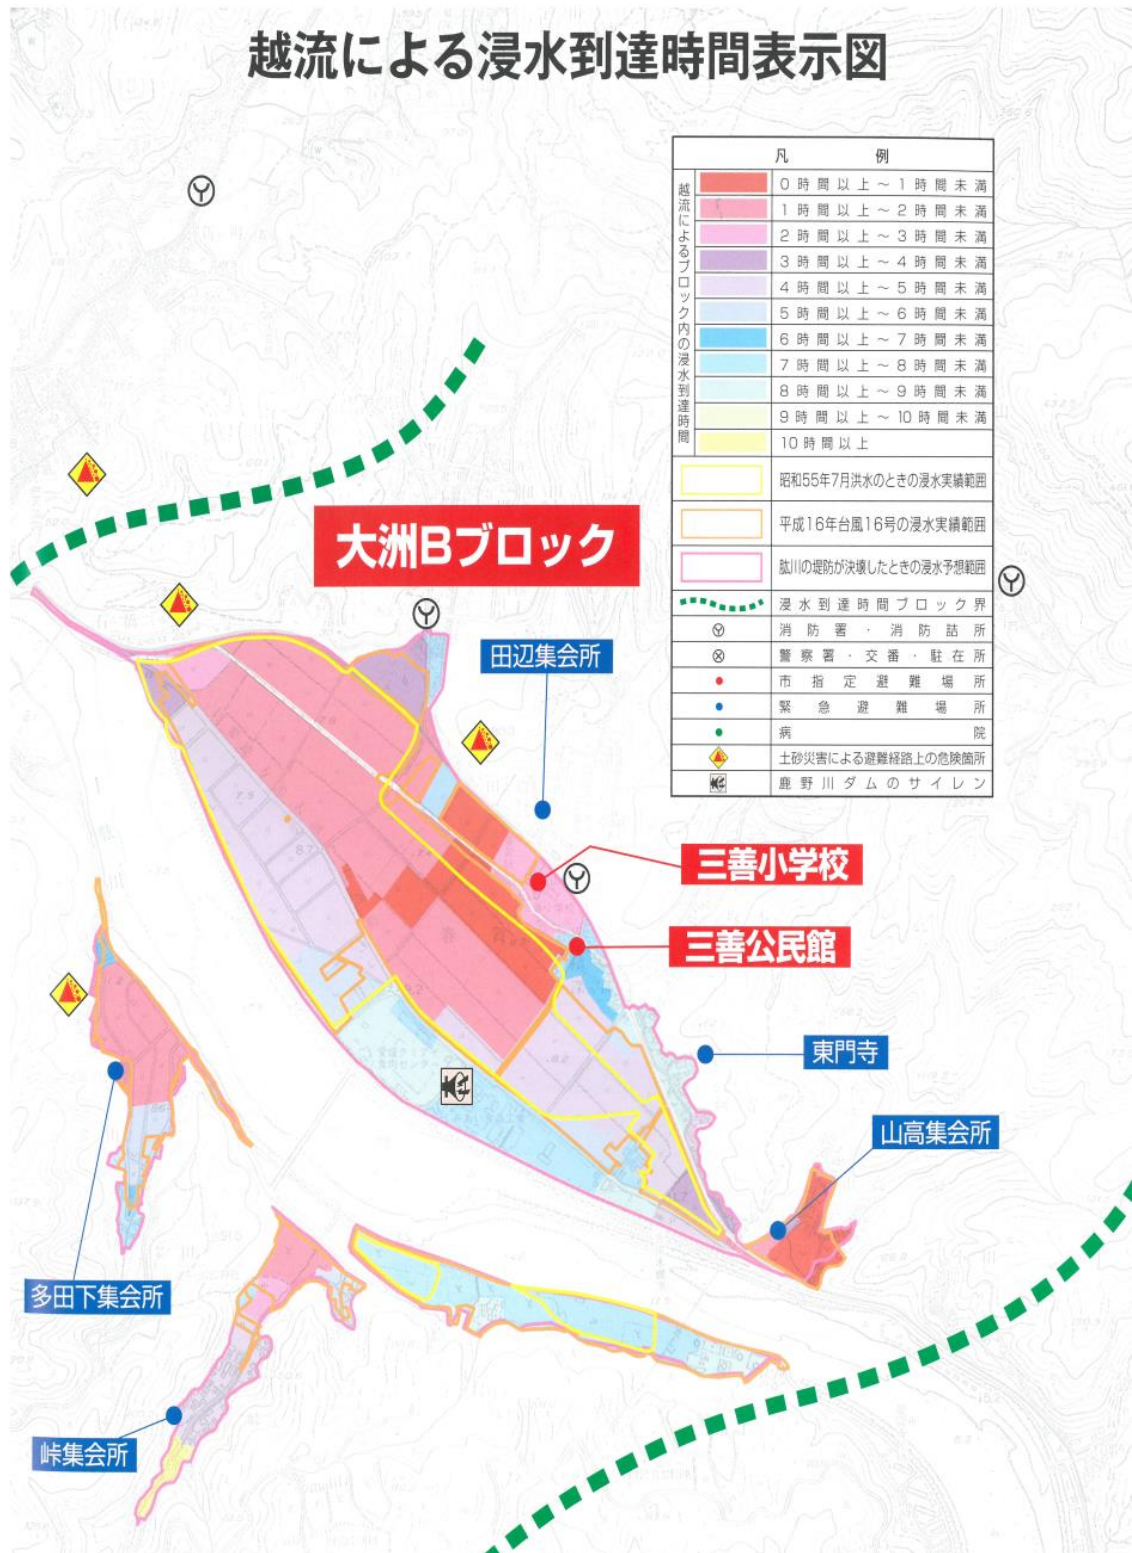 越流による浸水到達時間表示図
凡例
越流によるブロック内の浸水到達時間
0時間以上～1時間未満
1時間以上～2時間未満
2時間以上～3時間未満
3時間以上～4時間未満
4時間以上～5時間未満
5時間以上～6時間未満
6時間以上～7時間未満
7時間以上～8時間未満
8時間以上～9時間未満
9時間以上～10時間未満
10時間以上
昭和55年7月洪水のときの浸水実績範囲
平成16年台風16号の浸水実績範囲
肱川の堤防が決壊したときの浸水予想範囲
浸水到達時間ブロック界
消防署・消防詰所
警察署・交番・駐在所
市指定避難場所
緊急避難場所
病院
土砂災害による避難経路上の危険箇所
鹿野川ダムのサイレン
大洲Bブロック
田辺集会所
三善小学校
三善公民館
東門寺
山高集会所
多田下集会所
峠集会所